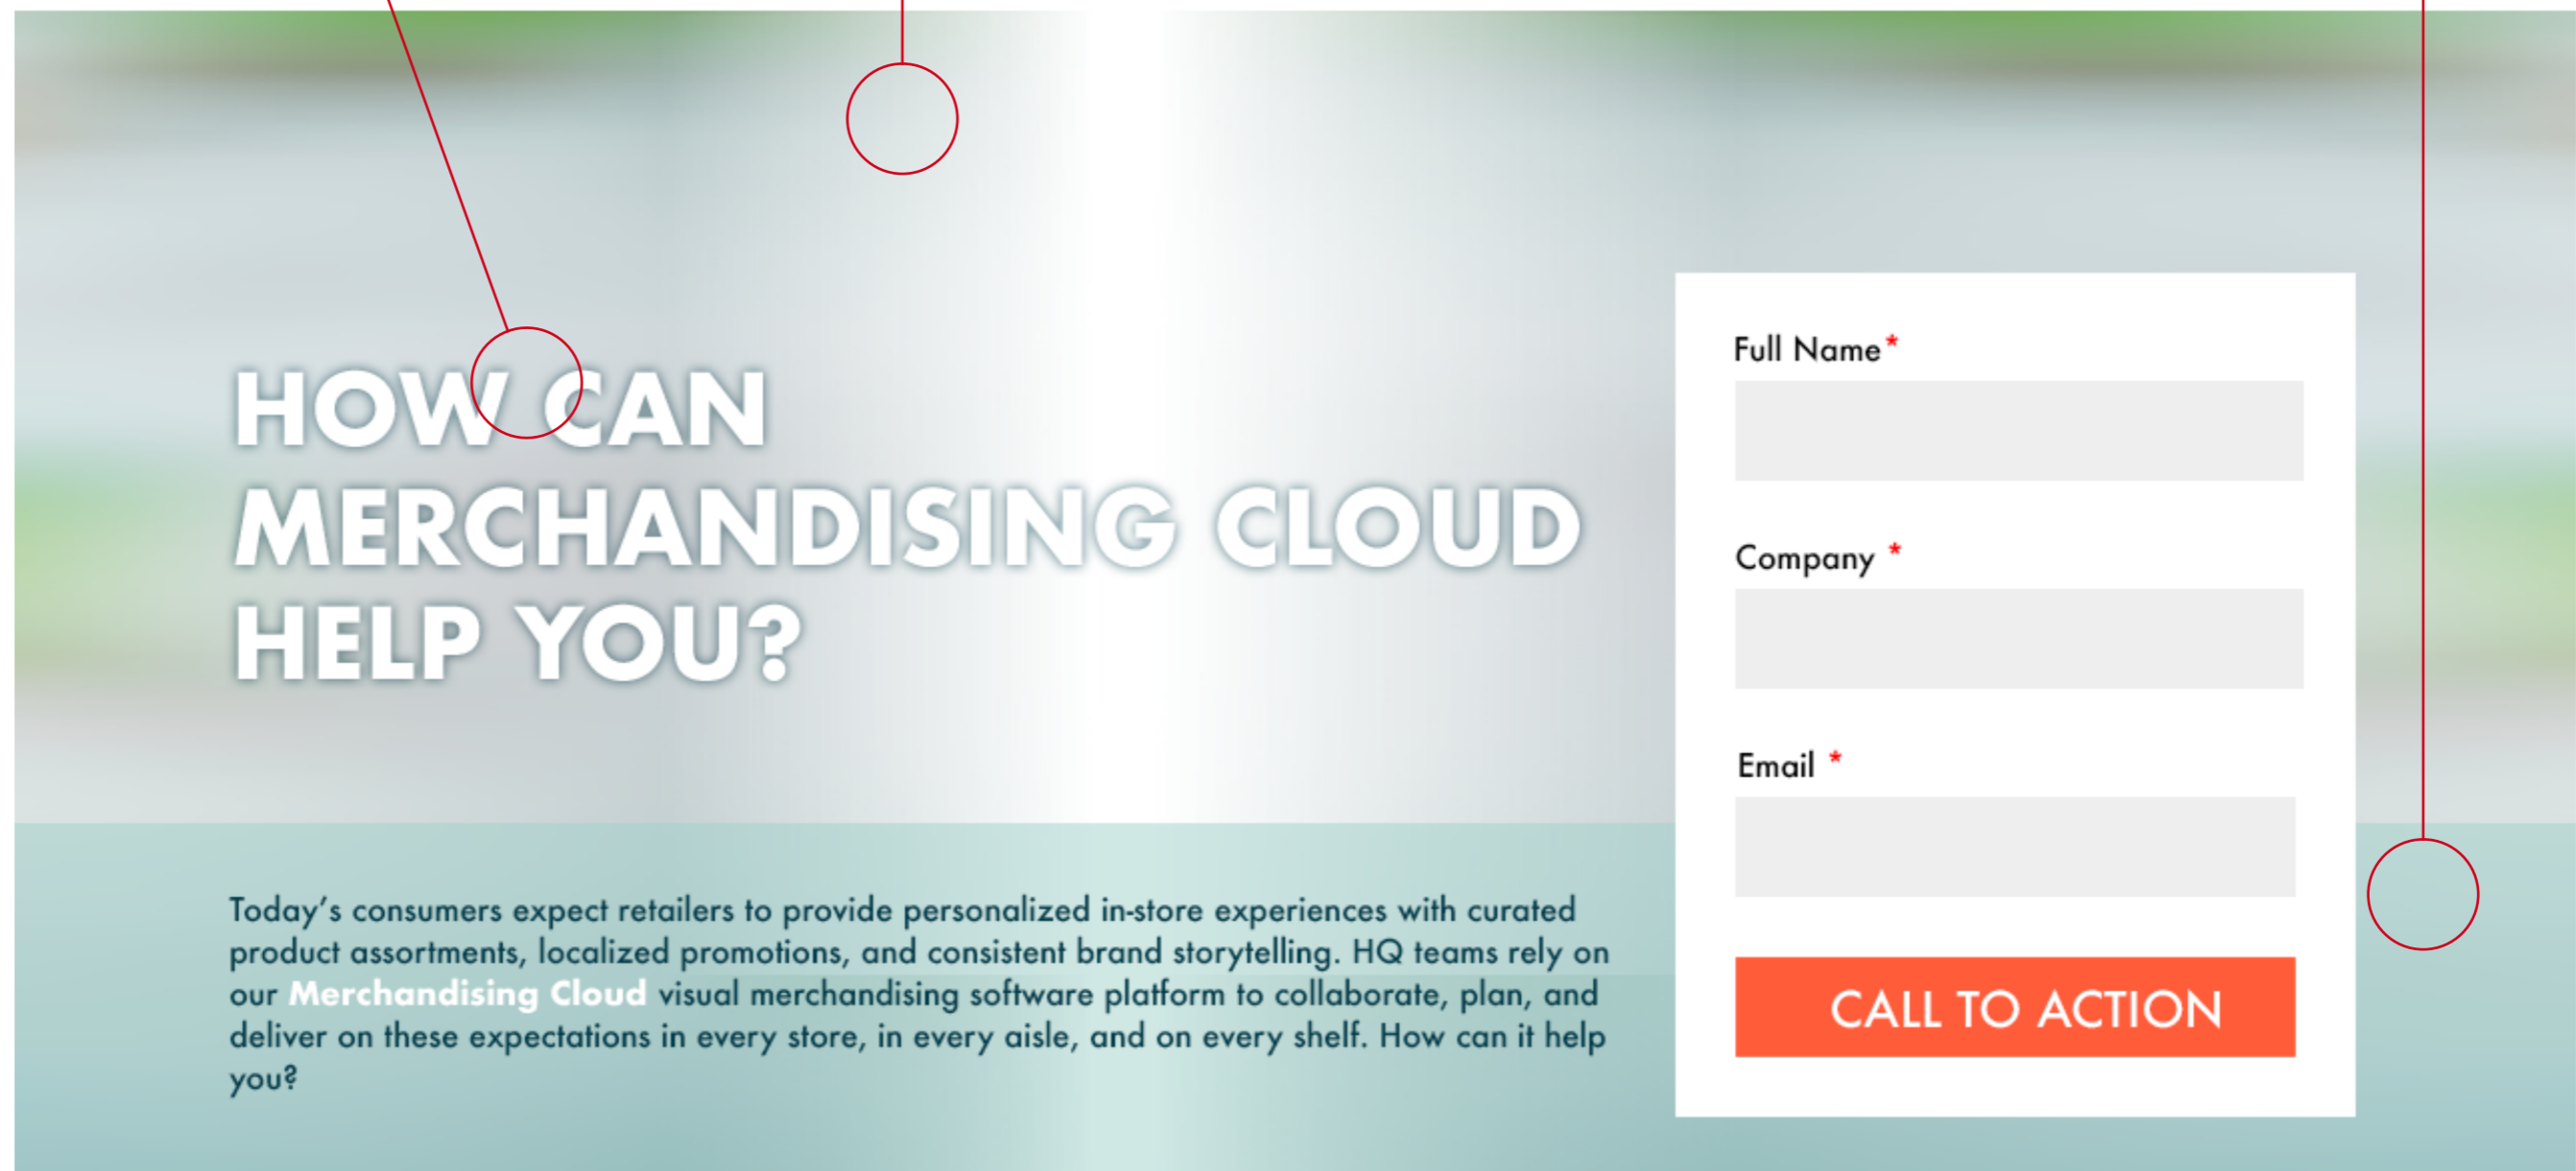 HOW CAN
MERCHANDISING CLOUD
HELP YOU?
Today's consumers expect retailers to provide personalized in-store experiences with curated
product assortments, localized promotions, and consistent brand storytelling. HQ teams rely on
our Merchandising Cloud visual merchandising software platform to collaborate, plan, and
deliver on these expectations in every store, in every aisle, and on every shelf. How can it help
you?
Full Name*
Company *
Email *
CALL TO ACTION